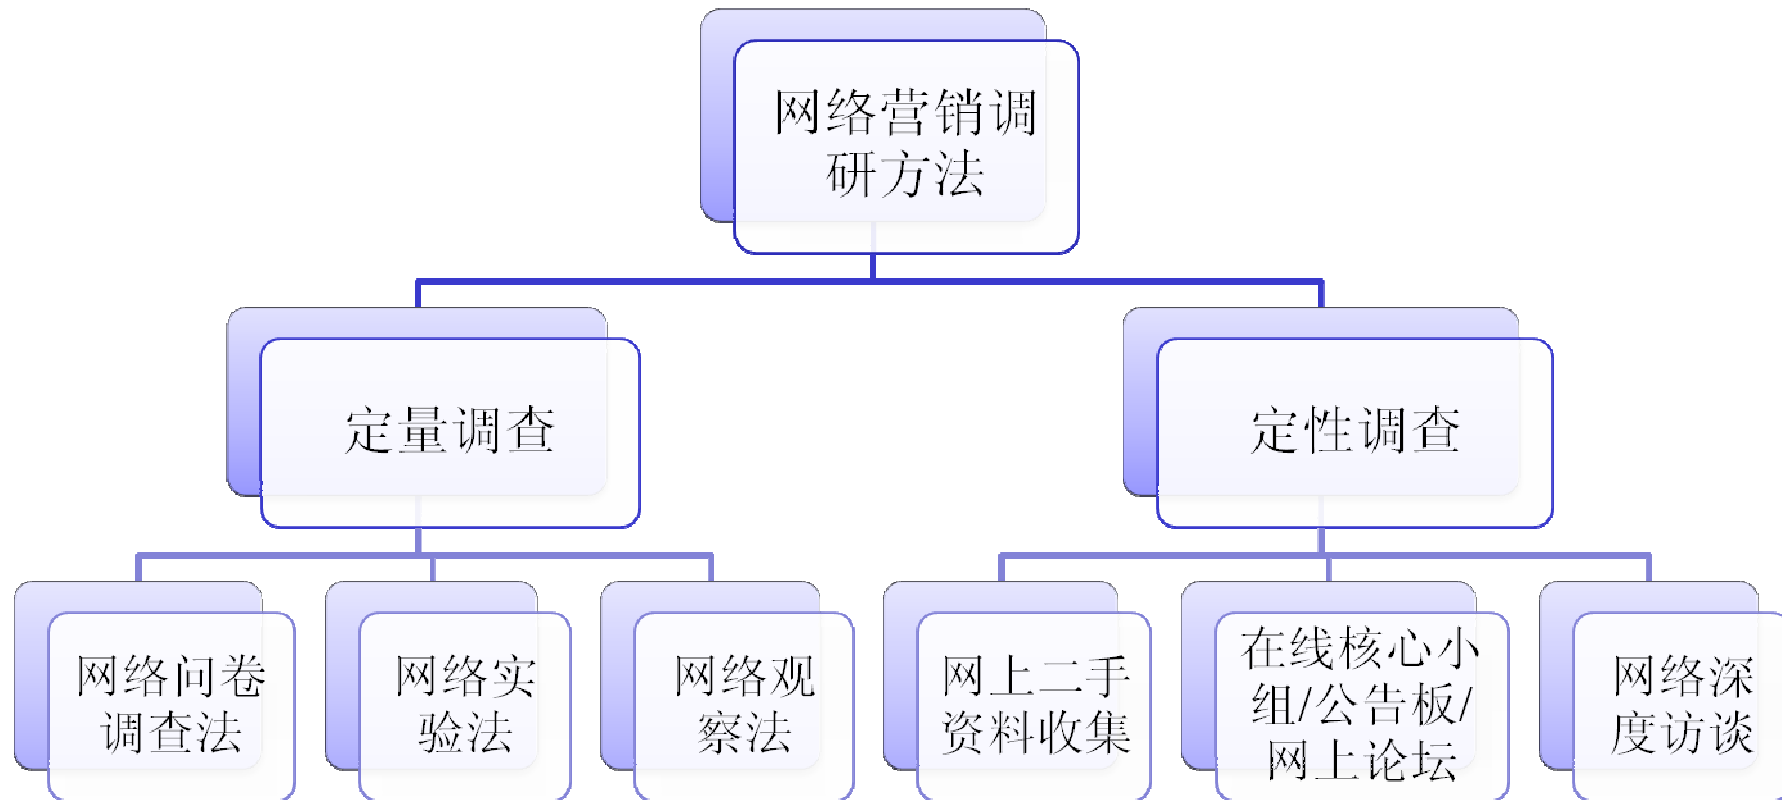 网络营销调
研方法
定量调查
定性调查
网络问卷
调查法
网络实
验法
网络观
察法
网上二手
资料收集
在线核心小
组/公告板/
网上论坛
网络深
度访谈